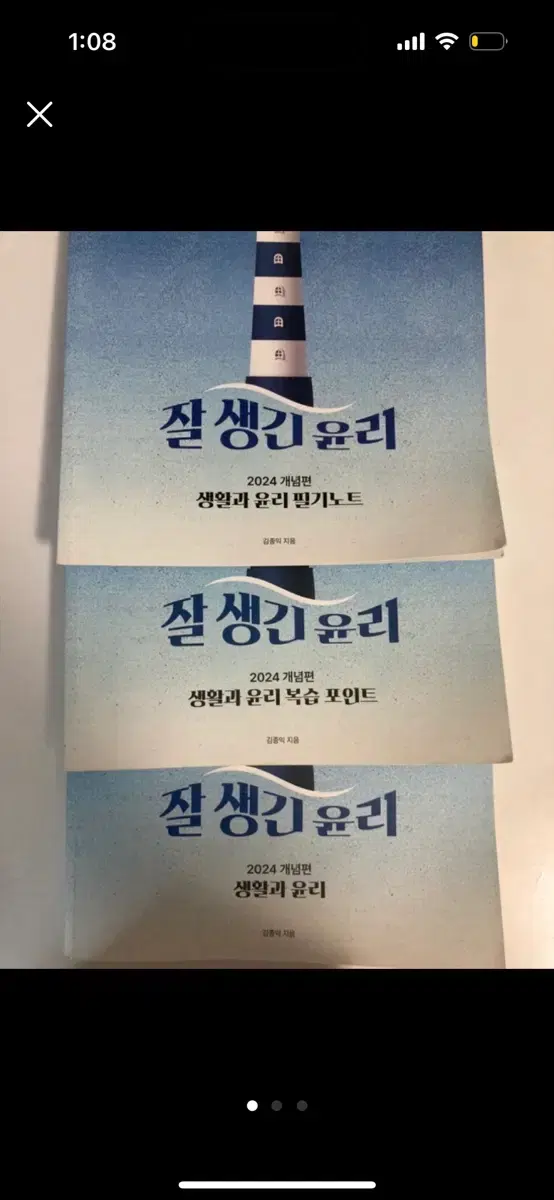 1:08
잘 생긴 윤리
2024 개념편
생활과 윤리 필기노트
김종익 지음
잘 생긴 윤리
2024 개념편
생활과 윤리 복습 포인트
김종익 지음
잘 생긴 윤리
2024 개념편
생활과 윤리
김종익 지음